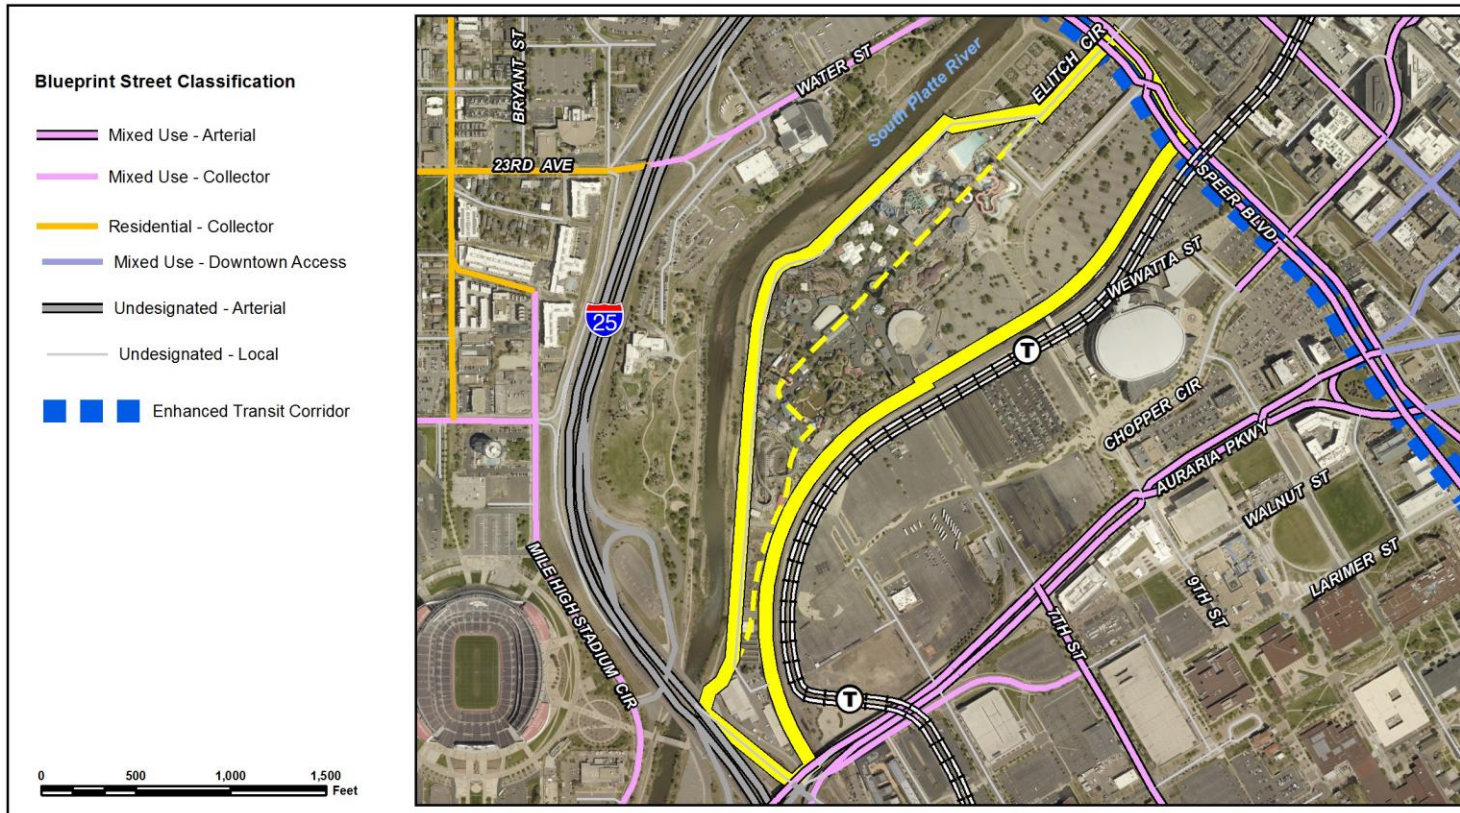 Blueprint Street Classification
Mixed Use - Arterial
Mixed Use - Collector
Residential - Collector
Mixed Use - Downtown Access
Undesignated - Arterial
Undesignated - Local
Enhanced Transit Corridor
0 500 1,000 1,500
Feet
BRYANT ST
WATER ST
South Platte River
ELITCH CIR
23RD AVE
SPEER BLVD
WEWATTA ST
25
T
CHOPPER CIR
AURARIA PKWY
WALNUT ST
LARIMER ST
MILE HIGH STADIUM CIR
7TH ST
9TH ST
T